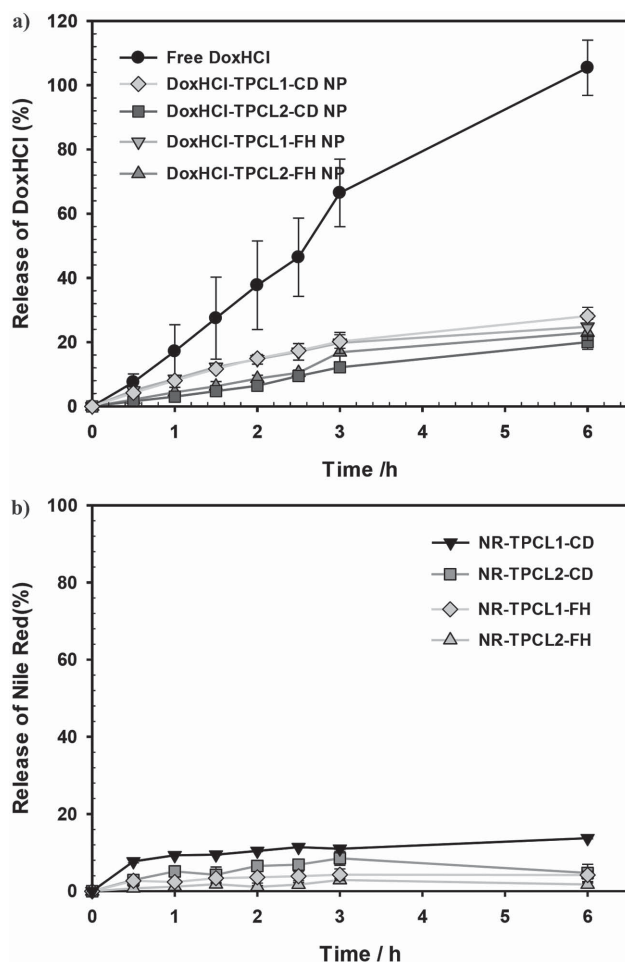 a)
120
100
80
60
40
20
0
Release of DoxHCl (%)
Free DoxHCl
DoxHCl-TPCL1-CD NP
DoxHCl-TPCL2-CD NP
DoxHCl-TPCL1-FH NP
DoxHCl-TPCL2-FH NP
0 1 2 3 4 5 6
Time /h
b)
100
80
60
40
20
0
Release of Nile Red(%)
NR-TPCL1-CD
NR-TPCL2-CD
NR-TPCL1-FH
NR-TPCL2-FH
0 1 2 3 4 5 6
Time / h